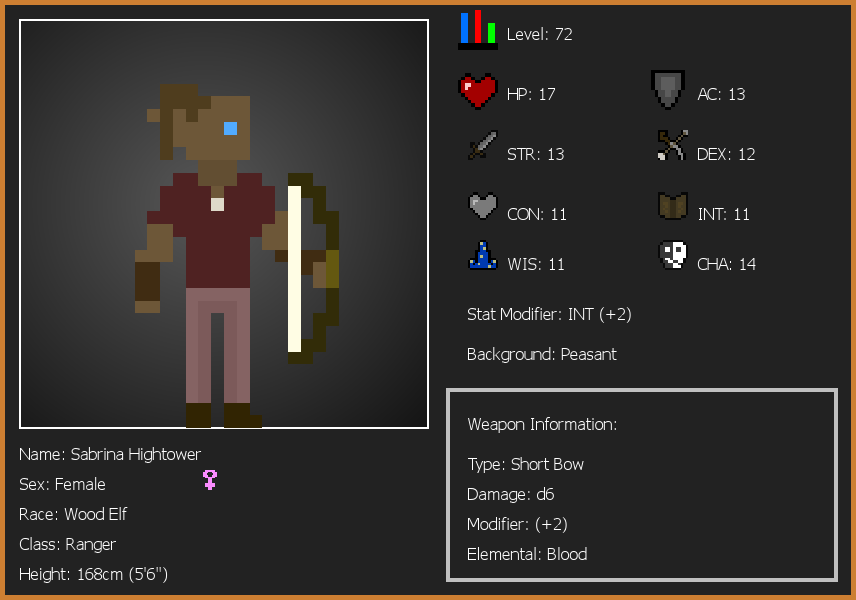 Level: 72
HP: 17
AC: 13
STR: 13
DEX: 12
CON: 11
INT: 11
WIS: 11
CHA: 14
Stat Modifier: INT (+2)
Background: Peasant
Weapon Information:
Type: Short Bow
Damage: d6
Modifier: (+2)
Elemental: Blood
Name: Sabrina Hightower
Sex: Female
Race: Wood Elf
Class: Ranger
Height: 168cm (5'6")